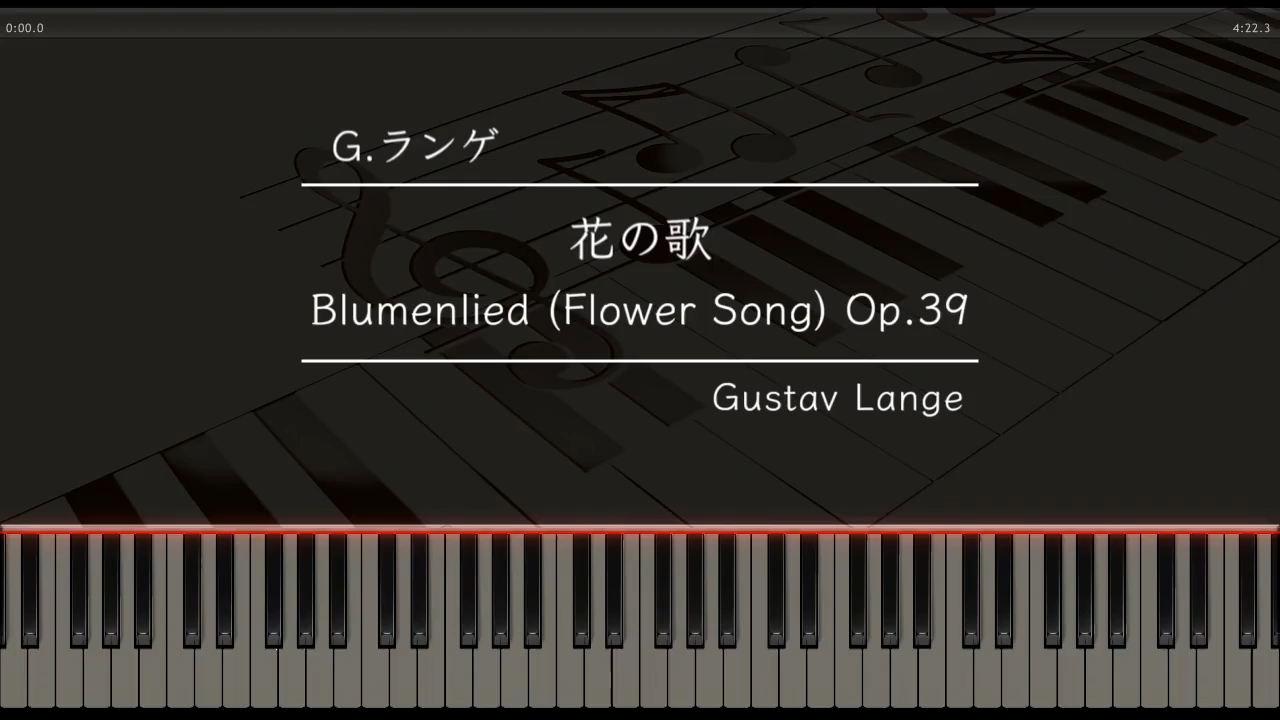 0:00.0
4:22.3
G.ランゲ
花の歌
Blumenlied (Flower Song) Op.39
Gustav Lange